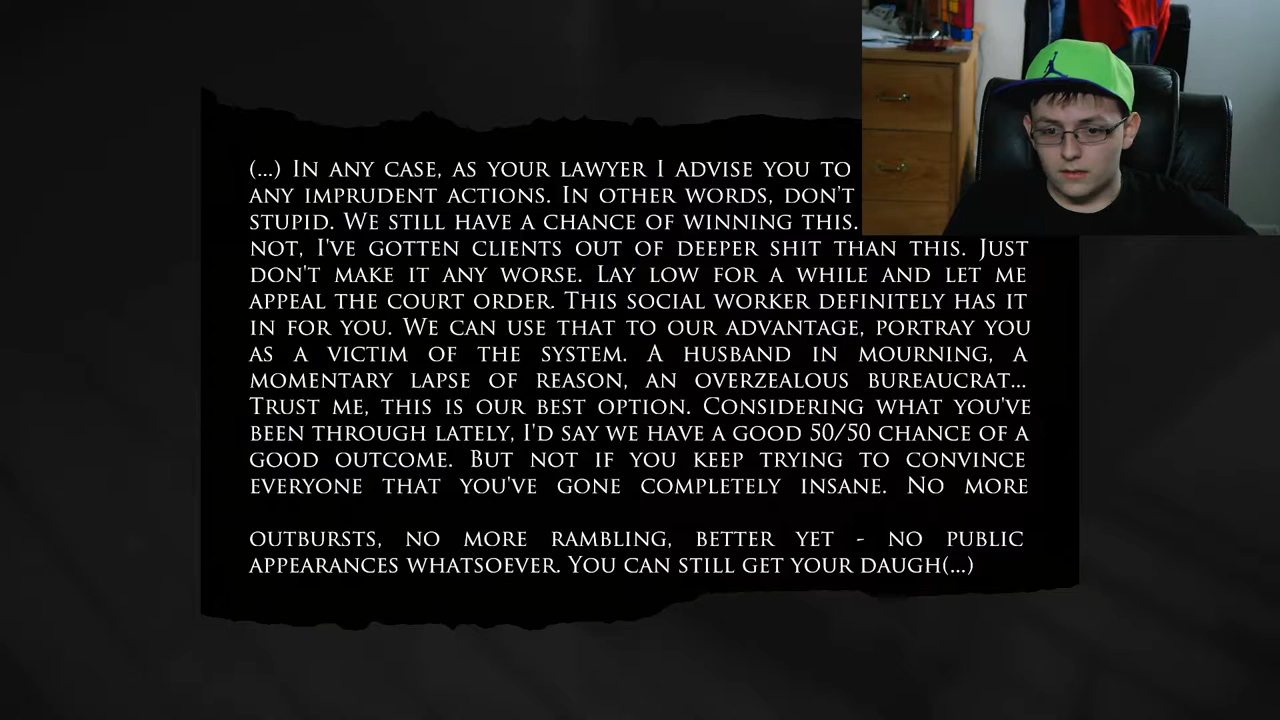 (...) IN ANY CASE, AS YOUR LAWYER I ADVISE YOU TO
ANY IMPRUDENT ACTIONS. IN OTHER WORDS, DON'T
STUPID. WE STILL HAVE A CHANCE OF WINNING THIS.
NOT, I'VE GOTTEN CLIENTS OUT OF DEEPER SHIT THAN THIS. JUST
DON'T MAKE IT ANY WORSE. LAY LOW FOR A WHILE AND LET ME
APPEAL THE COURT ORDER. THIS SOCIAL WORKER DEFINITELY HAS IT
IN FOR YOU. WE CAN USE THAT TO OUR ADVANTAGE, PORTRAY YOU
AS A VICTIM OF THE SYSTEM. A HUSBAND IN MOURNING, A
MOMENTARY LAPSE OF REASON, AN OVERZEALOUS BUREAUCRAT...
TRUST ME, THIS IS OUR BEST OPTION. CONSIDERING WHAT YOU'VE
BEEN THROUGH LATELY, I'D SAY WE HAVE A GOOD 50/50 CHANCE OF A
GOOD OUTCOME. BUT NOT IF YOU KEEP TRYING TO CONVINCE
EVERYONE THAT YOU'VE GONE COMPLETELY INSANE. NO MORE
OUTBURSTS, NO MORE RAMBLING, BETTER YET - NO PUBLIC
APPEARANCES WHATSOEVER. YOU CAN STILL GET YOUR DAUGH(...)